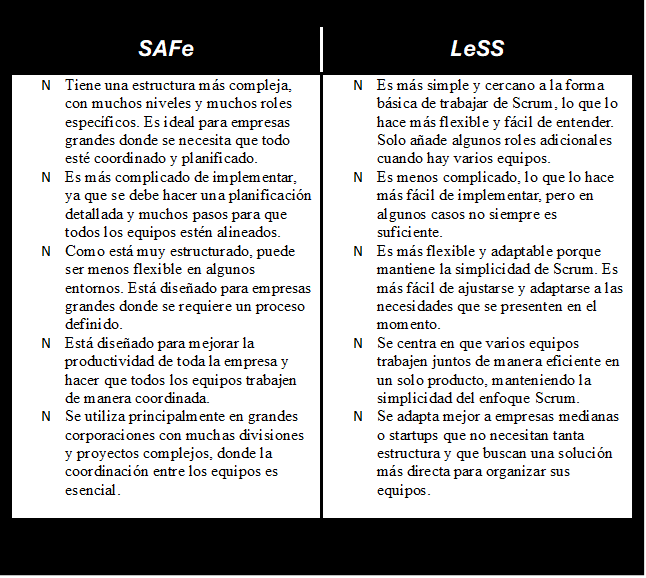 SAFe
N Tiene una estructura más compleja,
con muchos niveles y muchos roles
específicos. Es ideal para empresas
grandes donde se necesita que todo
esté coordinado y planificado.
N Es más complicado de implementar,
ya que se debe hacer una planificación
detallada y muchos pasos para que
todos los equipos estén alineados.
N Como está muy estructurado, puede
ser menos flexible en algunos
entornos. Está diseñado para empresas
grandes donde se requiere un proceso
definido.
N Está diseñado para mejorar la
productividad de toda la empresa y
hacer que todos los equipos trabajen
de manera coordinada.
N Se utiliza principalmente en grandes
corporaciones con muchas divisiones
y proyectos complejos, donde la
coordinación entre los equipos es
esencial.
LeSS
N Es más simple y cercano a la forma
básica de trabajar de Scrum, lo que lo
hace más flexible y fácil de entender.
Solo añade algunos roles adicionales
cuando hay varios equipos.
N Es menos complicado, lo que lo hace
más fácil de implementar, pero en
algunos casos no siempre es
suficiente.
N Es más flexible y adaptable porque
mantiene la simplicidad de Scrum. Es
más fácil de ajustarse y adaptarse a las
necesidades que se presenten en el
momento.
N Se centra en que varios equipos
trabajen juntos de manera eficiente en
un solo producto, manteniendo la
simplicidad del enfoque Scrum.
N Se adapta mejor a empresas medianas
o startups que no necesitan tanta
estructura y que buscan una solución
más directa para organizar sus
equipos.